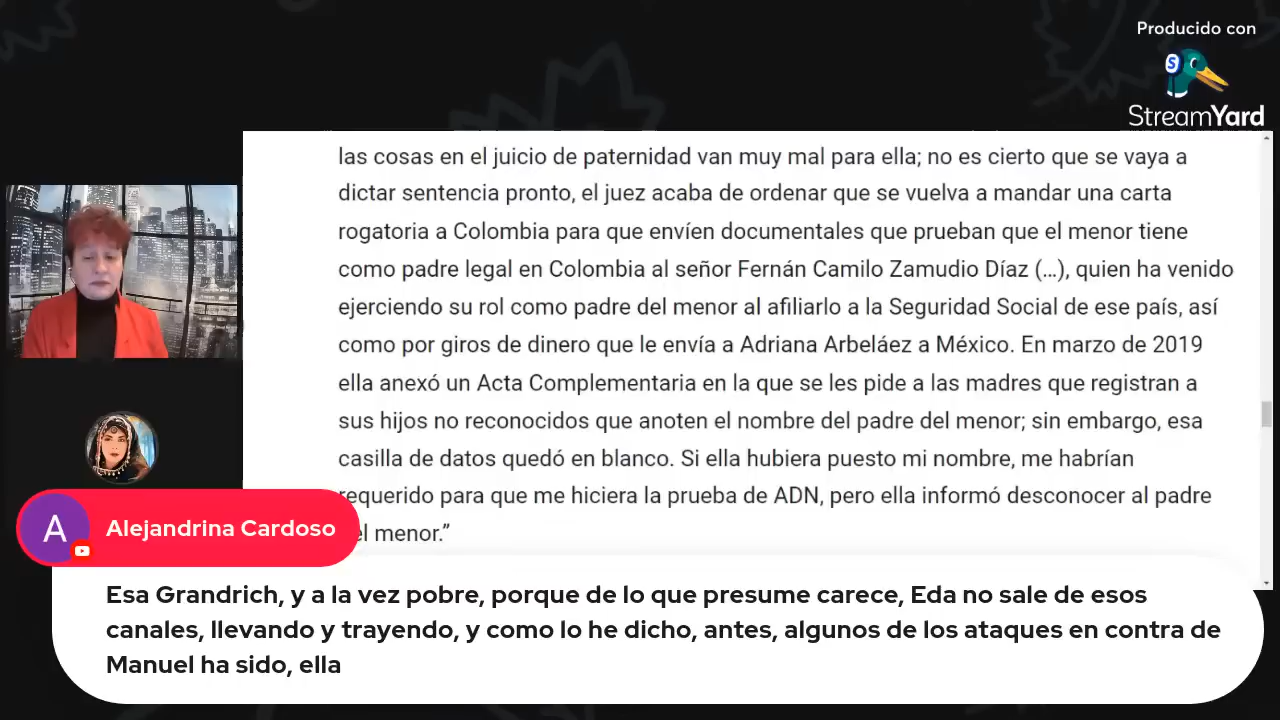 Producido con
S
StreamYard
las cosas en el juicio de paternidad van muy mal para ella; no es cierto que se vaya a
dictar sentencia pronto, el juez acaba de ordenar que se vuelva a mandar una carta
rogatoria a Colombia para que envíen documentales que prueban que el menor tiene
como padre legal en Colombia al señor Fernán Camilo Zamudio Díaz (...), quien ha venido
ejerciendo su rol como padre del menor al afiliarlo a la Seguridad Social de ese país, así
como por giros de dinero que le envía a Adriana Arbeláez a México. En marzo de 2019
ella anexó un Acta Complementaria en la que se les pide a las madres que registran a
sus hijos no reconocidos que anoten el nombre del padre del menor; sin embargo, esa
casilla de datos quedó en blanco. Si ella hubiera puesto mi nombre, me habrían
requerido para que me hiciera la prueba de ADN, pero ella informó desconocer al padre
el menor.”
A
Alejandrina Cardoso
Esa Grandrich, y a la vez pobre, porque de lo que presume carece, Eda no sale de esos
canales, llevando y trayendo, y como lo he dicho, antes, algunos de los ataques en contra de
Manuel ha sido, ella